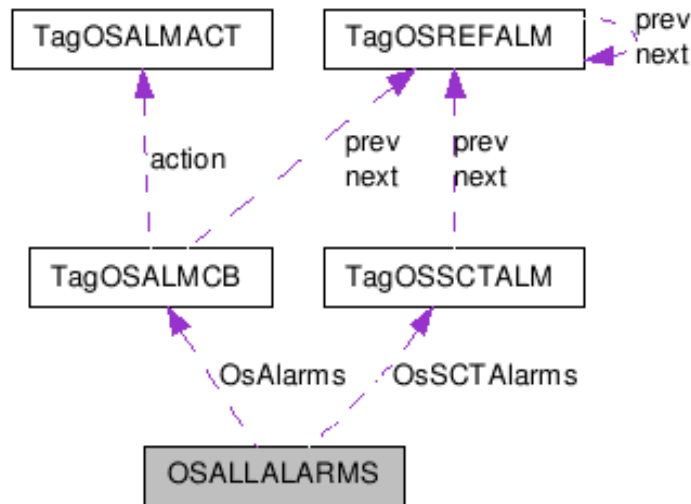 TagOSALMACT
TagOSREFALM
prev
next
action
prev
next
prev
next
TagOSALMCB
TagOSSCTALM
OsAlarms
OsSCTAlarms
OSALLALARMS